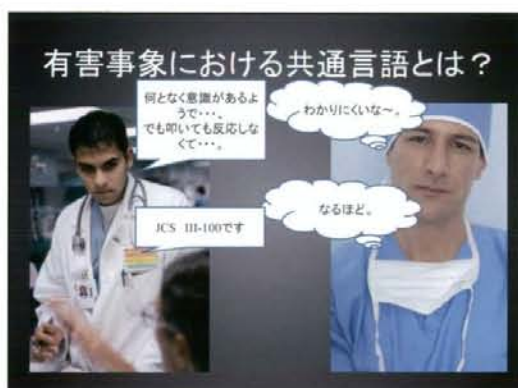 有害事象における共通言語とは？
何となく意識があるよ
うで・・・、
でも叩いても反応しな
くて・・・。
わかりにくいな～。
JCS III-100です
なるほど。